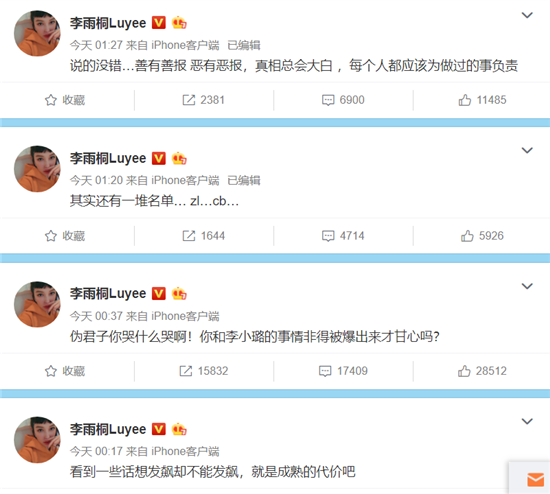 李雨桐Luyee V
今天 01:27 来自 iPhone客户端 已编辑
说的没错…善有善报 恶有恶报，真相总会大白 ，每个人都应该为做过的事负责
收藏 2381 6900 11485
李雨桐Luyee V
今天 01:20 来自 iPhone客户端 已编辑
其实还有一堆名单… zl…cb…
收藏 1644 4714 5926
李雨桐Luyee V
今天 00:37 来自 iPhone客户端
伪君子你哭什么哭啊！你和李小璐的事情非得被爆出来才甘心吗?
收藏 15832 17409 28512
李雨桐Luyee V
今天 00:17 来自 iPhone客户端
看到一些话想发飙却不能发飙，就是成熟的代价吧